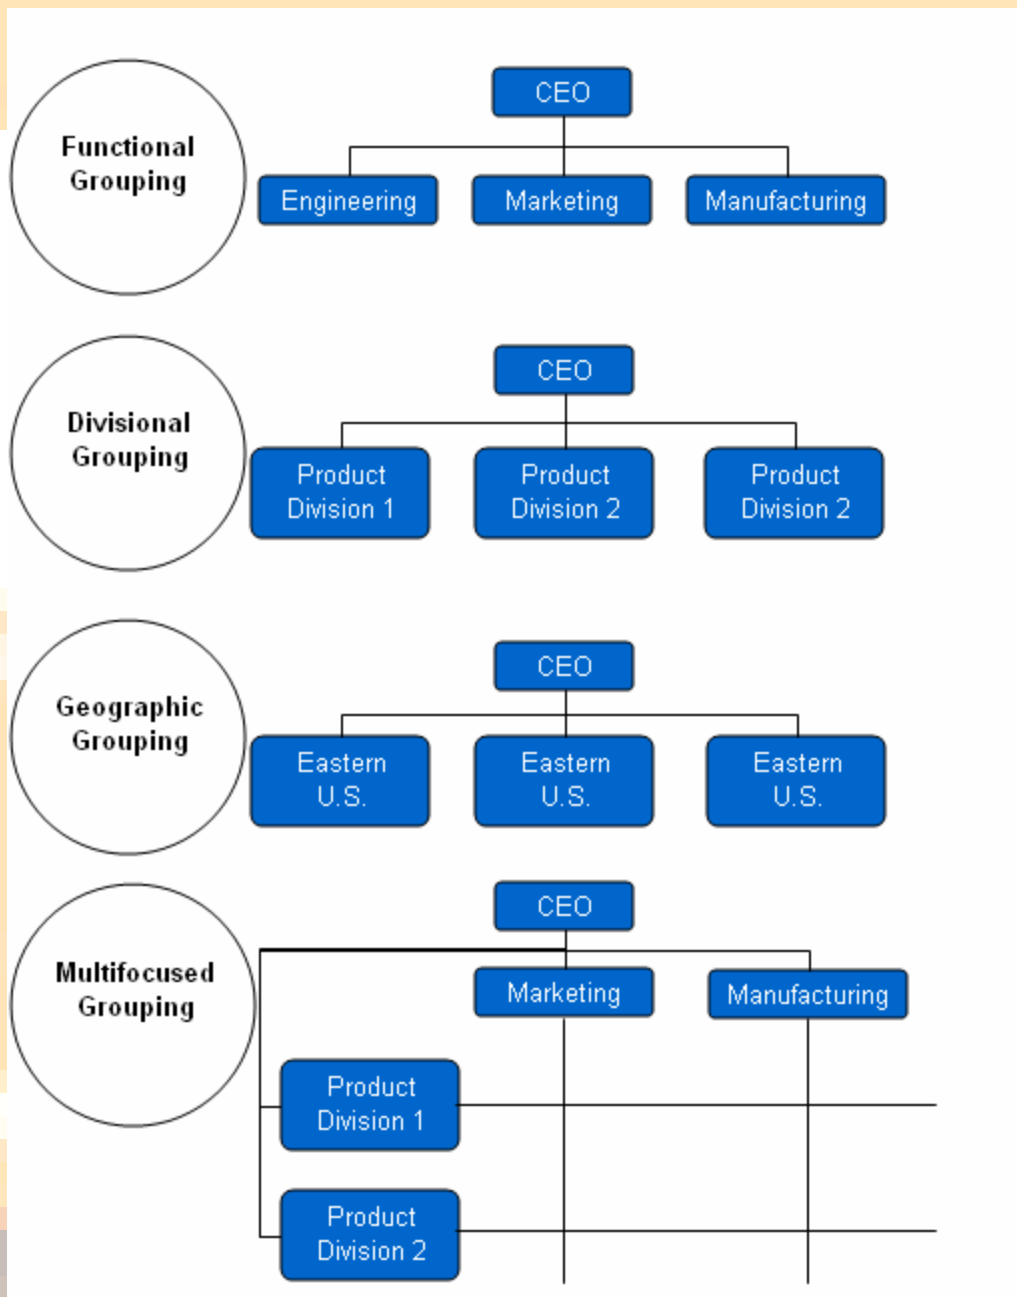 Functional
Grouping
CEO
Engineering
Marketing
Manufacturing
Divisional
Grouping
CEO
Product
Division 1
Product
Division 2
Product
Division 2
Geographic
Grouping
CEO
Eastern
U.S.
Eastern
U.S.
Eastern
U.S.
Multifocused
Grouping
CEO
Marketing
Manufacturing
Product
Division 1
Product
Division 2